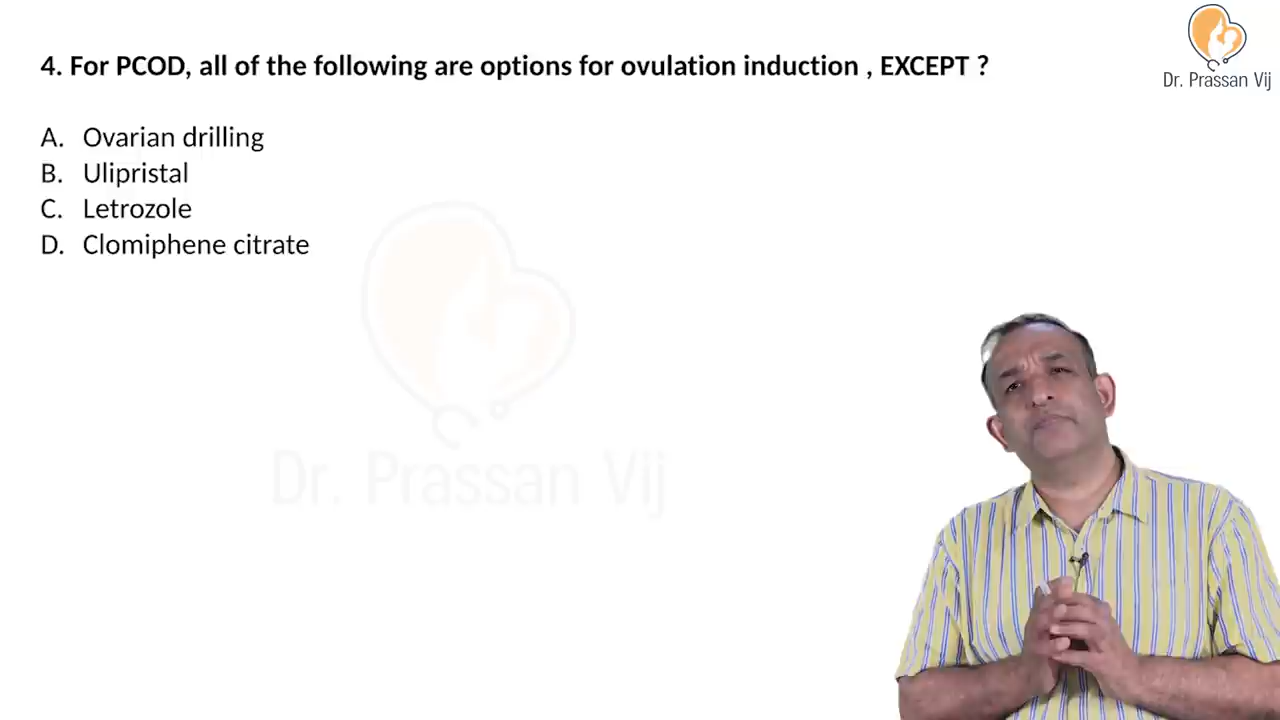 Dr. Prassan Vij
4. For PCOD, all of the following are options for ovulation induction , EXCEPT ?
A. Ovarian drilling
B. Ulipristal
C. Letrozole
D. Clomiphene citrate
Dr. Prassan Vij